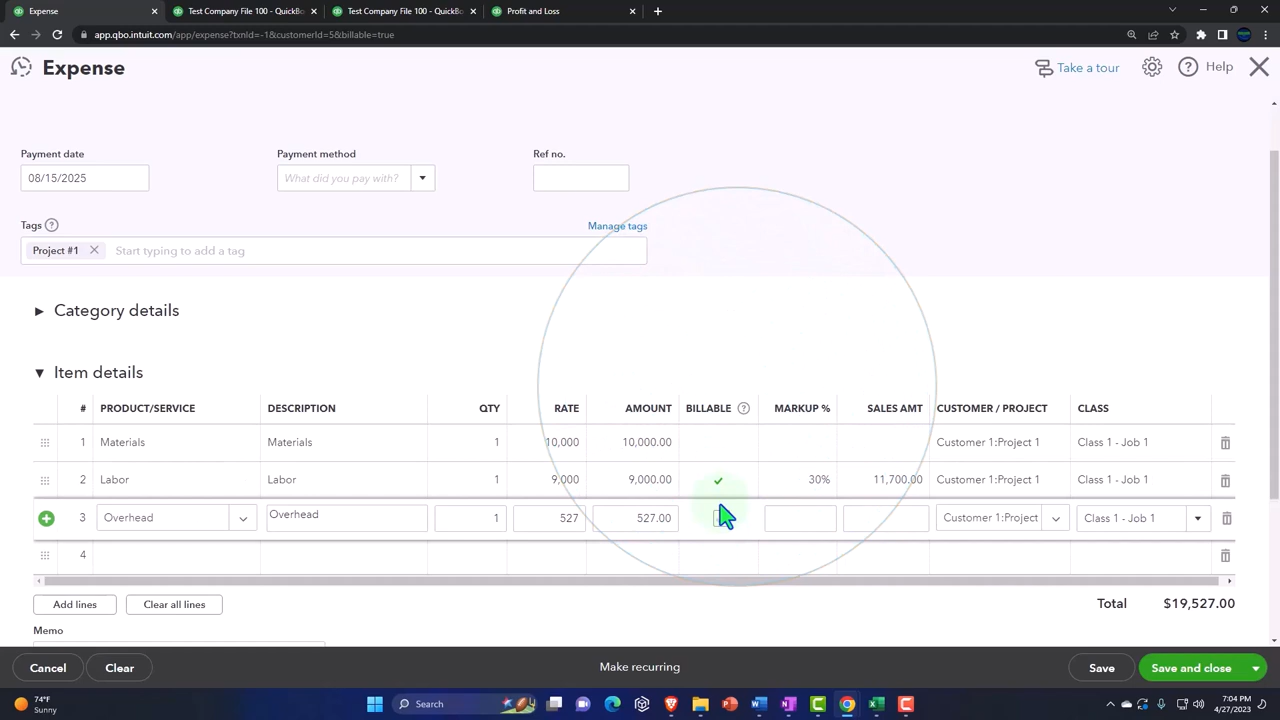 Expense
Test Company File 100 - QuickBo
Test Company File 100 - QuickBo
Profit and Loss
app.qbo.intuit.com/app/expense?txnId=-1&customerId=5&billable=true
Expense
Take a tour
Help
Payment date
Payment method
Ref no.
08/15/2025
What did you pay with?
Tags
Manage tags
Project #1
Start typing to add a tag
Category details
Item details
# PRODUCT/SERVICE DESCRIPTION QTY RATE AMOUNT BILLABLE MARKUP % SALES AMT CUSTOMER / PROJECT CLASS
1 Materials Materials 1 10,000 10,000.00 Customer 1:Project 1 Class 1 - Job 1
2 Labor Labor 1 9,000 9,000.00 30% 11,700.00 Customer 1:Project 1 Class 1 - Job 1
3 Overhead Overhead 1 527 527.00 Customer 1:Project Class 1 - Job 1
4
Add lines Clear all lines Total $19,527.00
Memo
Cancel Clear Make recurring Save Save and close
74°F
Sunny
Search
7:04 PM
4/27/2023